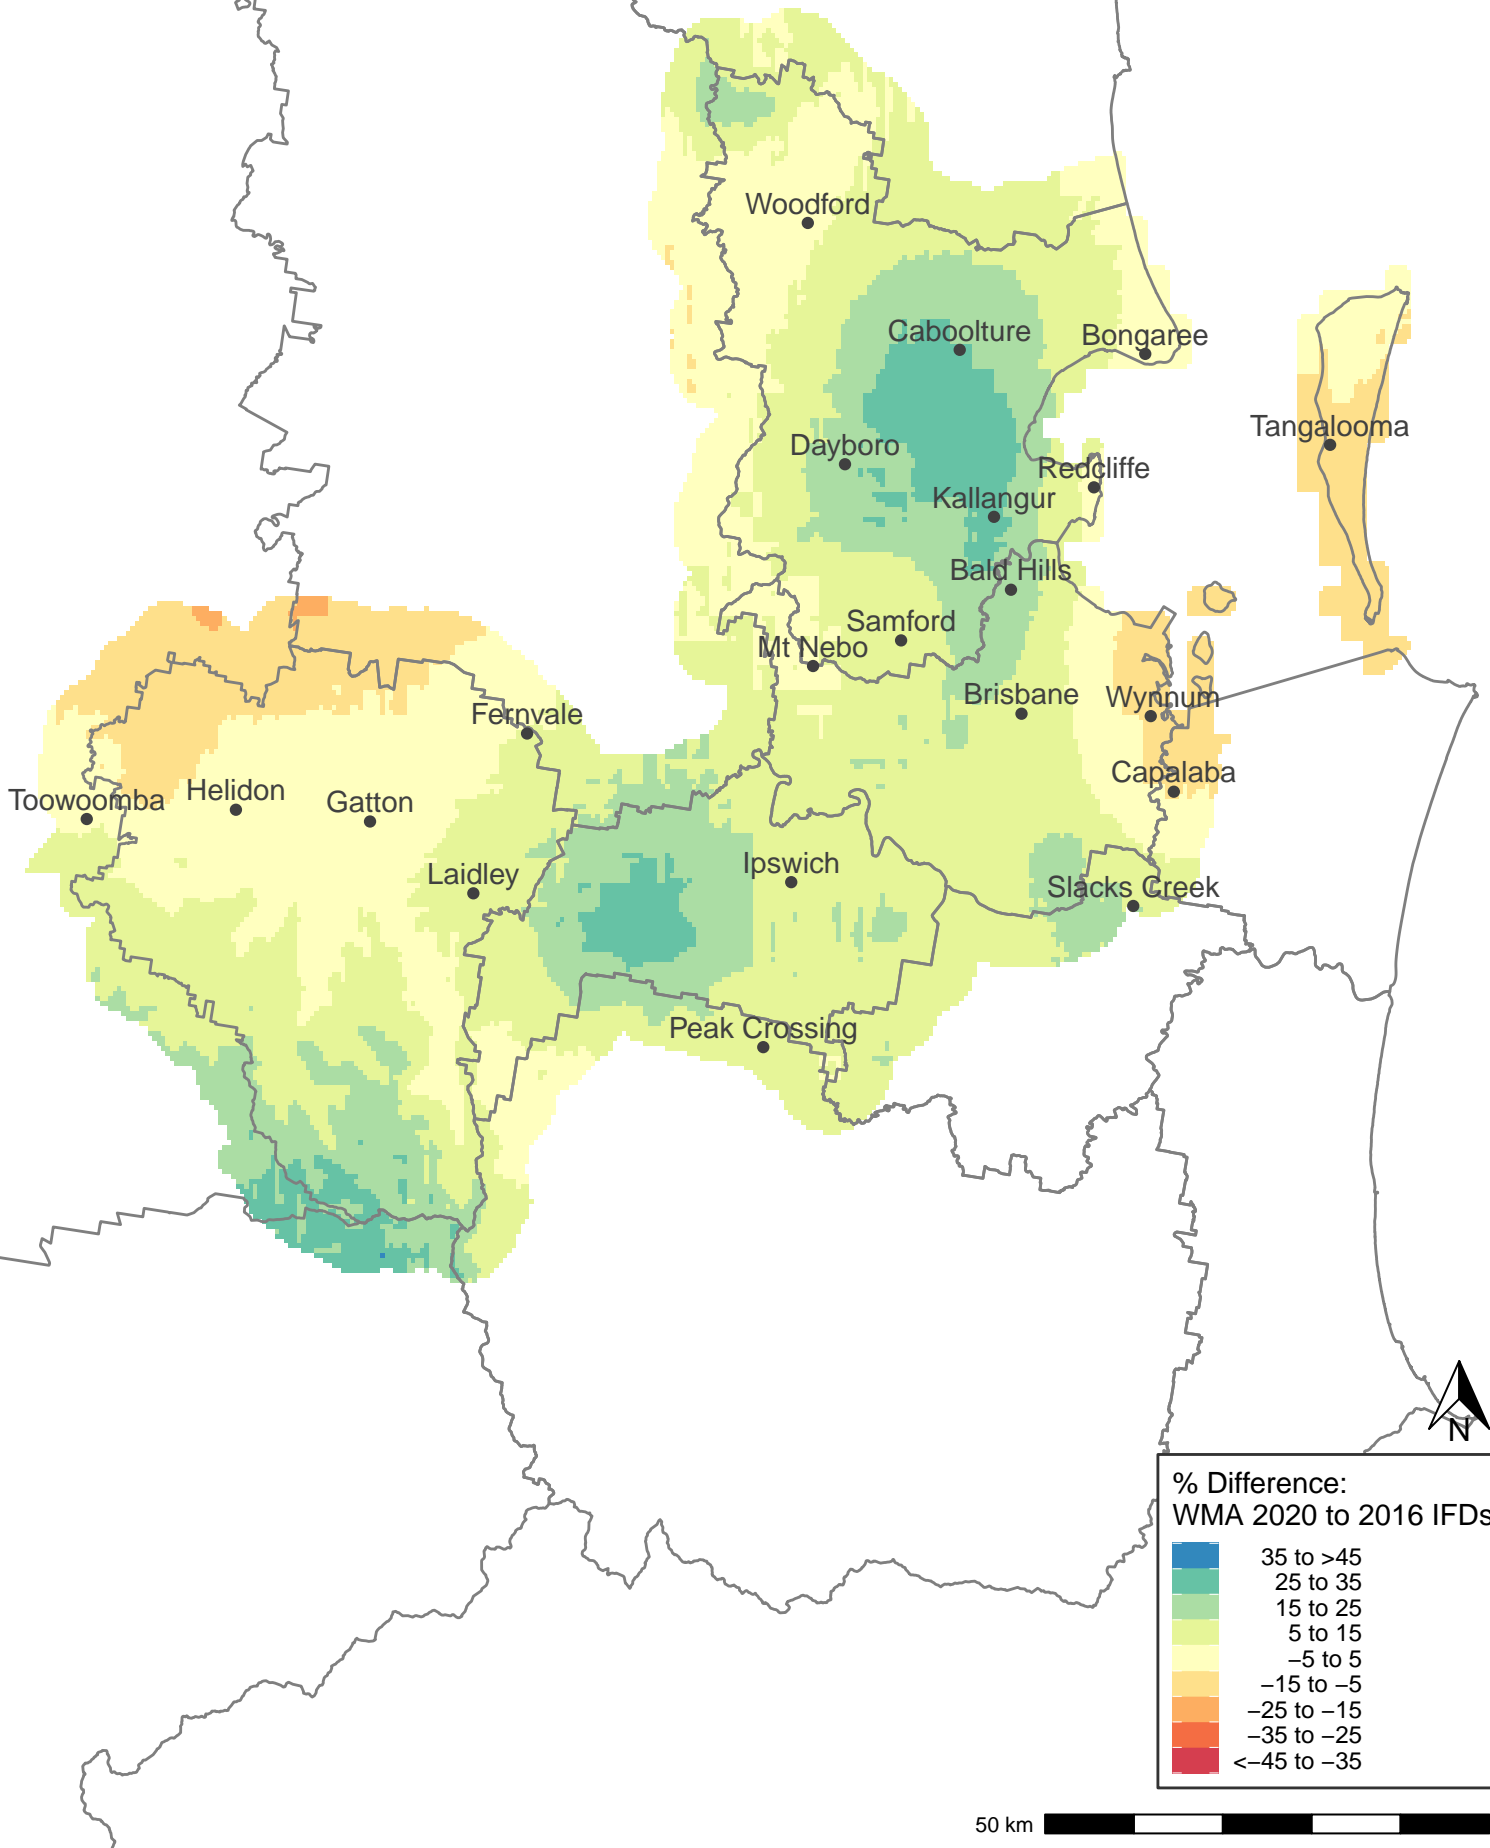 Woodford
Caboolture
Bongaree
Tangalooma
Dayboro
Redcliffe
Kallangur
Bald Hills
Samford
Mt Nebo
Brisbane
Wynnum
Fernvale
Capalaba
Toowoomba
Helidon
Gatton
Ipswich
Laidley
Slacks Creek
Peak Crossing
N
% Difference:
WMA 2020 to 2016 IFDs
35 to >45
25 to 35
15 to 25
5 to 15
−5 to 5
−15 to −5
−25 to −15
−35 to −25
<−45 to −35
50 km